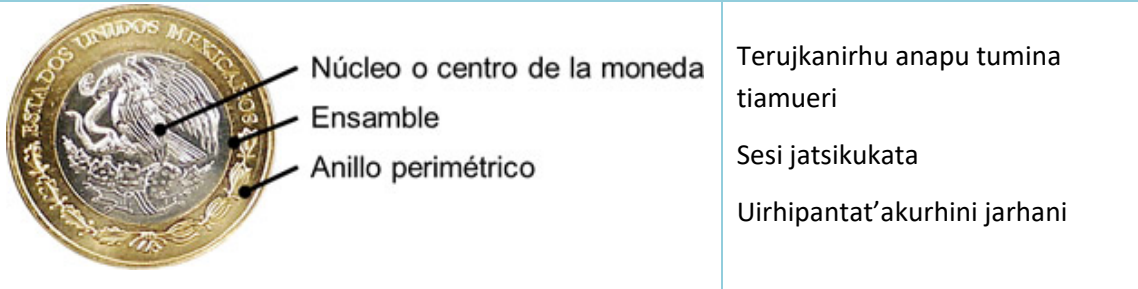 ESTADOS UNIDOS MEXICANOS
Núcleo o centro de la moneda
Ensamble
Anillo perimétrico
Terujkanirhu anapu tumina
tiamueri
Sesi jatsikukata
Uirhipantat’akurhini jarhani